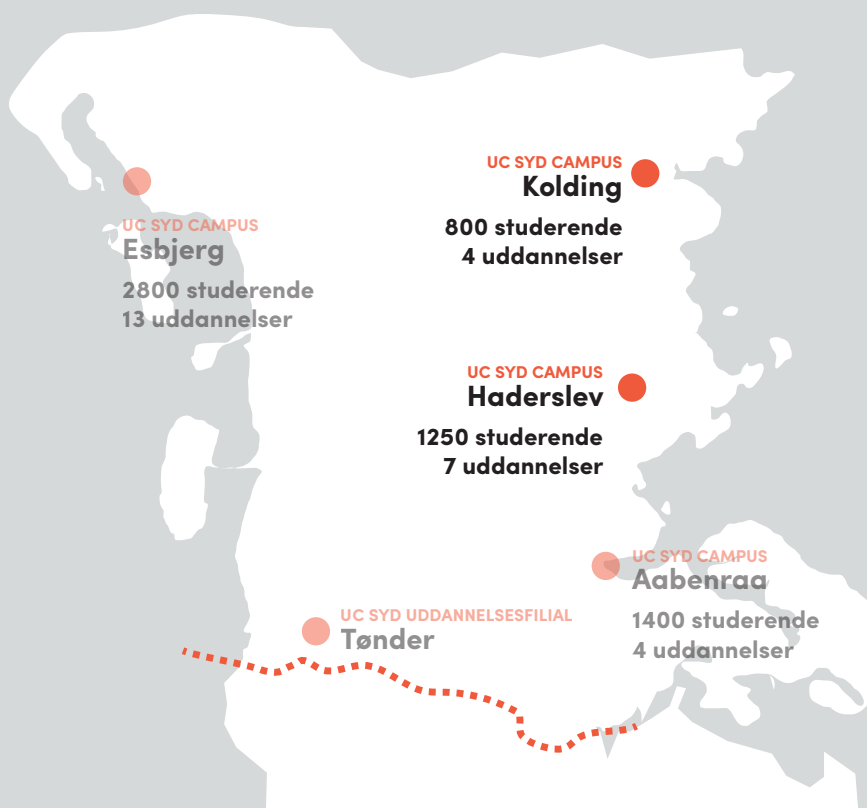 UC SYD CAMPUS
Kolding
800 studerende
4 uddannelser
UC SYD CAMPUS
Esbjerg
2800 studerende
13 uddannelser
UC SYD CAMPUS
Haderslev
1250 studerende
7 uddannelser
UC SYD CAMPUS
Aabenraa
1400 studerende
4 uddannelser
UC SYD UDDANNELSESFILIAL
Tønder